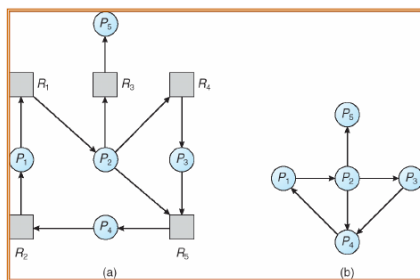 P5
R1 R3 R4
P5
P1 P2 P3 P1 P2 P3
P4 P4
R2 R5
(a) (b)